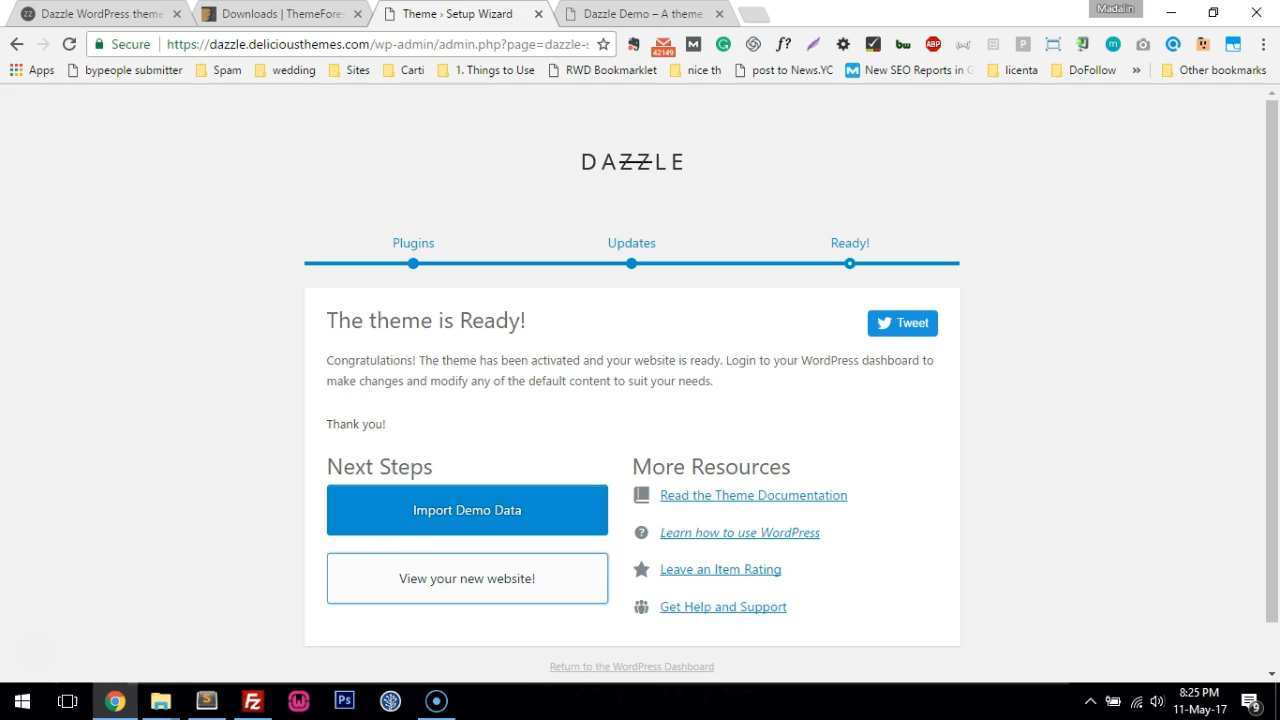 Dazzle WordPress theme
Downloads | ThemeFores
Theme › Setup Wizard
Dazzle Demo – A theme
Madalin
Secure
https://dazzle.deliciousthemes.com/wp-admin/admin.php?page=dazzle-s
42149
M
f?
bw
ABP
P
m
Apps
bypeople submitter
Spam
wedding
Sites
Carti
1. Things to Use
RWD Bookmarklet
nice th
post to News.YC
New SEO Reports in G
licenta
DoFollow
»
Other bookmarks
DAZZLE
Plugins
Updates
Ready!
The theme is Ready!
Tweet
Congratulations! The theme has been activated and your website is ready. Login to your WordPress dashboard to
make changes and modify any of the default content to suit your needs.
Thank you!
Next Steps
More Resources
Import Demo Data
View your new website!
Read the Theme Documentation
Learn how to use WordPress
Leave an Item Rating
Get Help and Support
Return to the WordPress Dashboard
8:25 PM
11-May-17
9